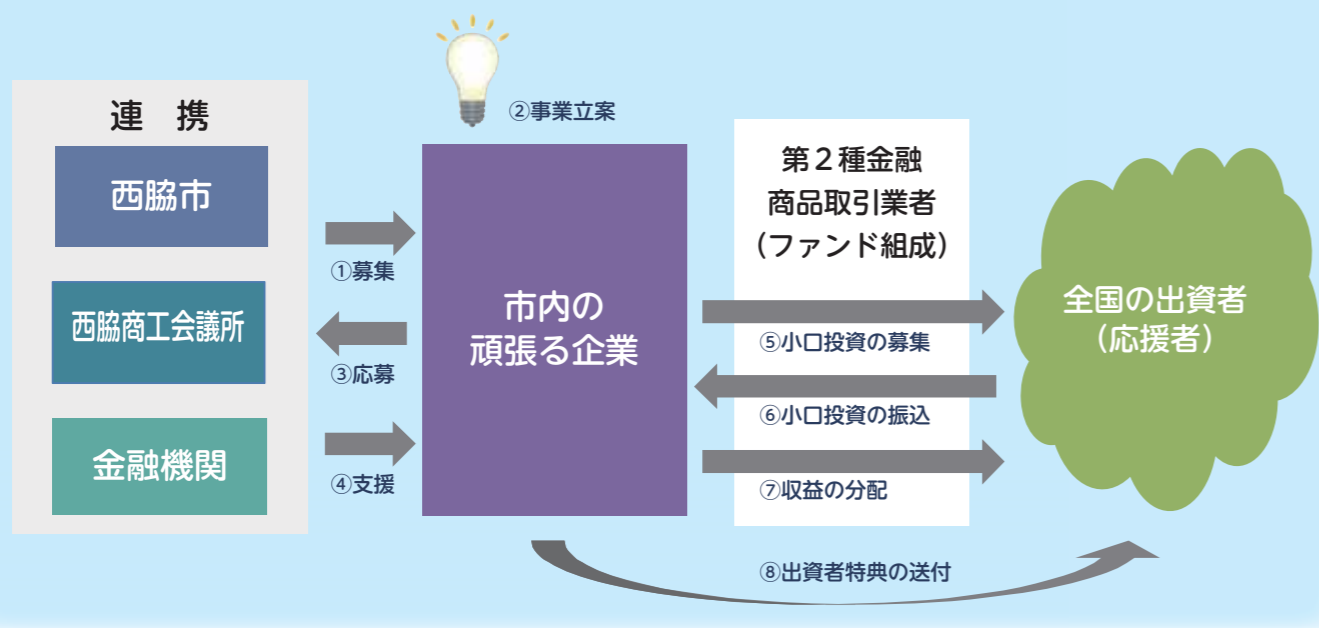 連　携
西脇市
西脇商工会議所
金融機関
①募集
③応募
④支援
②事業立案
市内の
頑張る企業
第２種金融
商品取引業者
（ファンド組成）
⑤小口投資の募集
⑥小口投資の振込
⑦収益の分配
⑧出資者特典の送付
全国の出資者
（応援者）